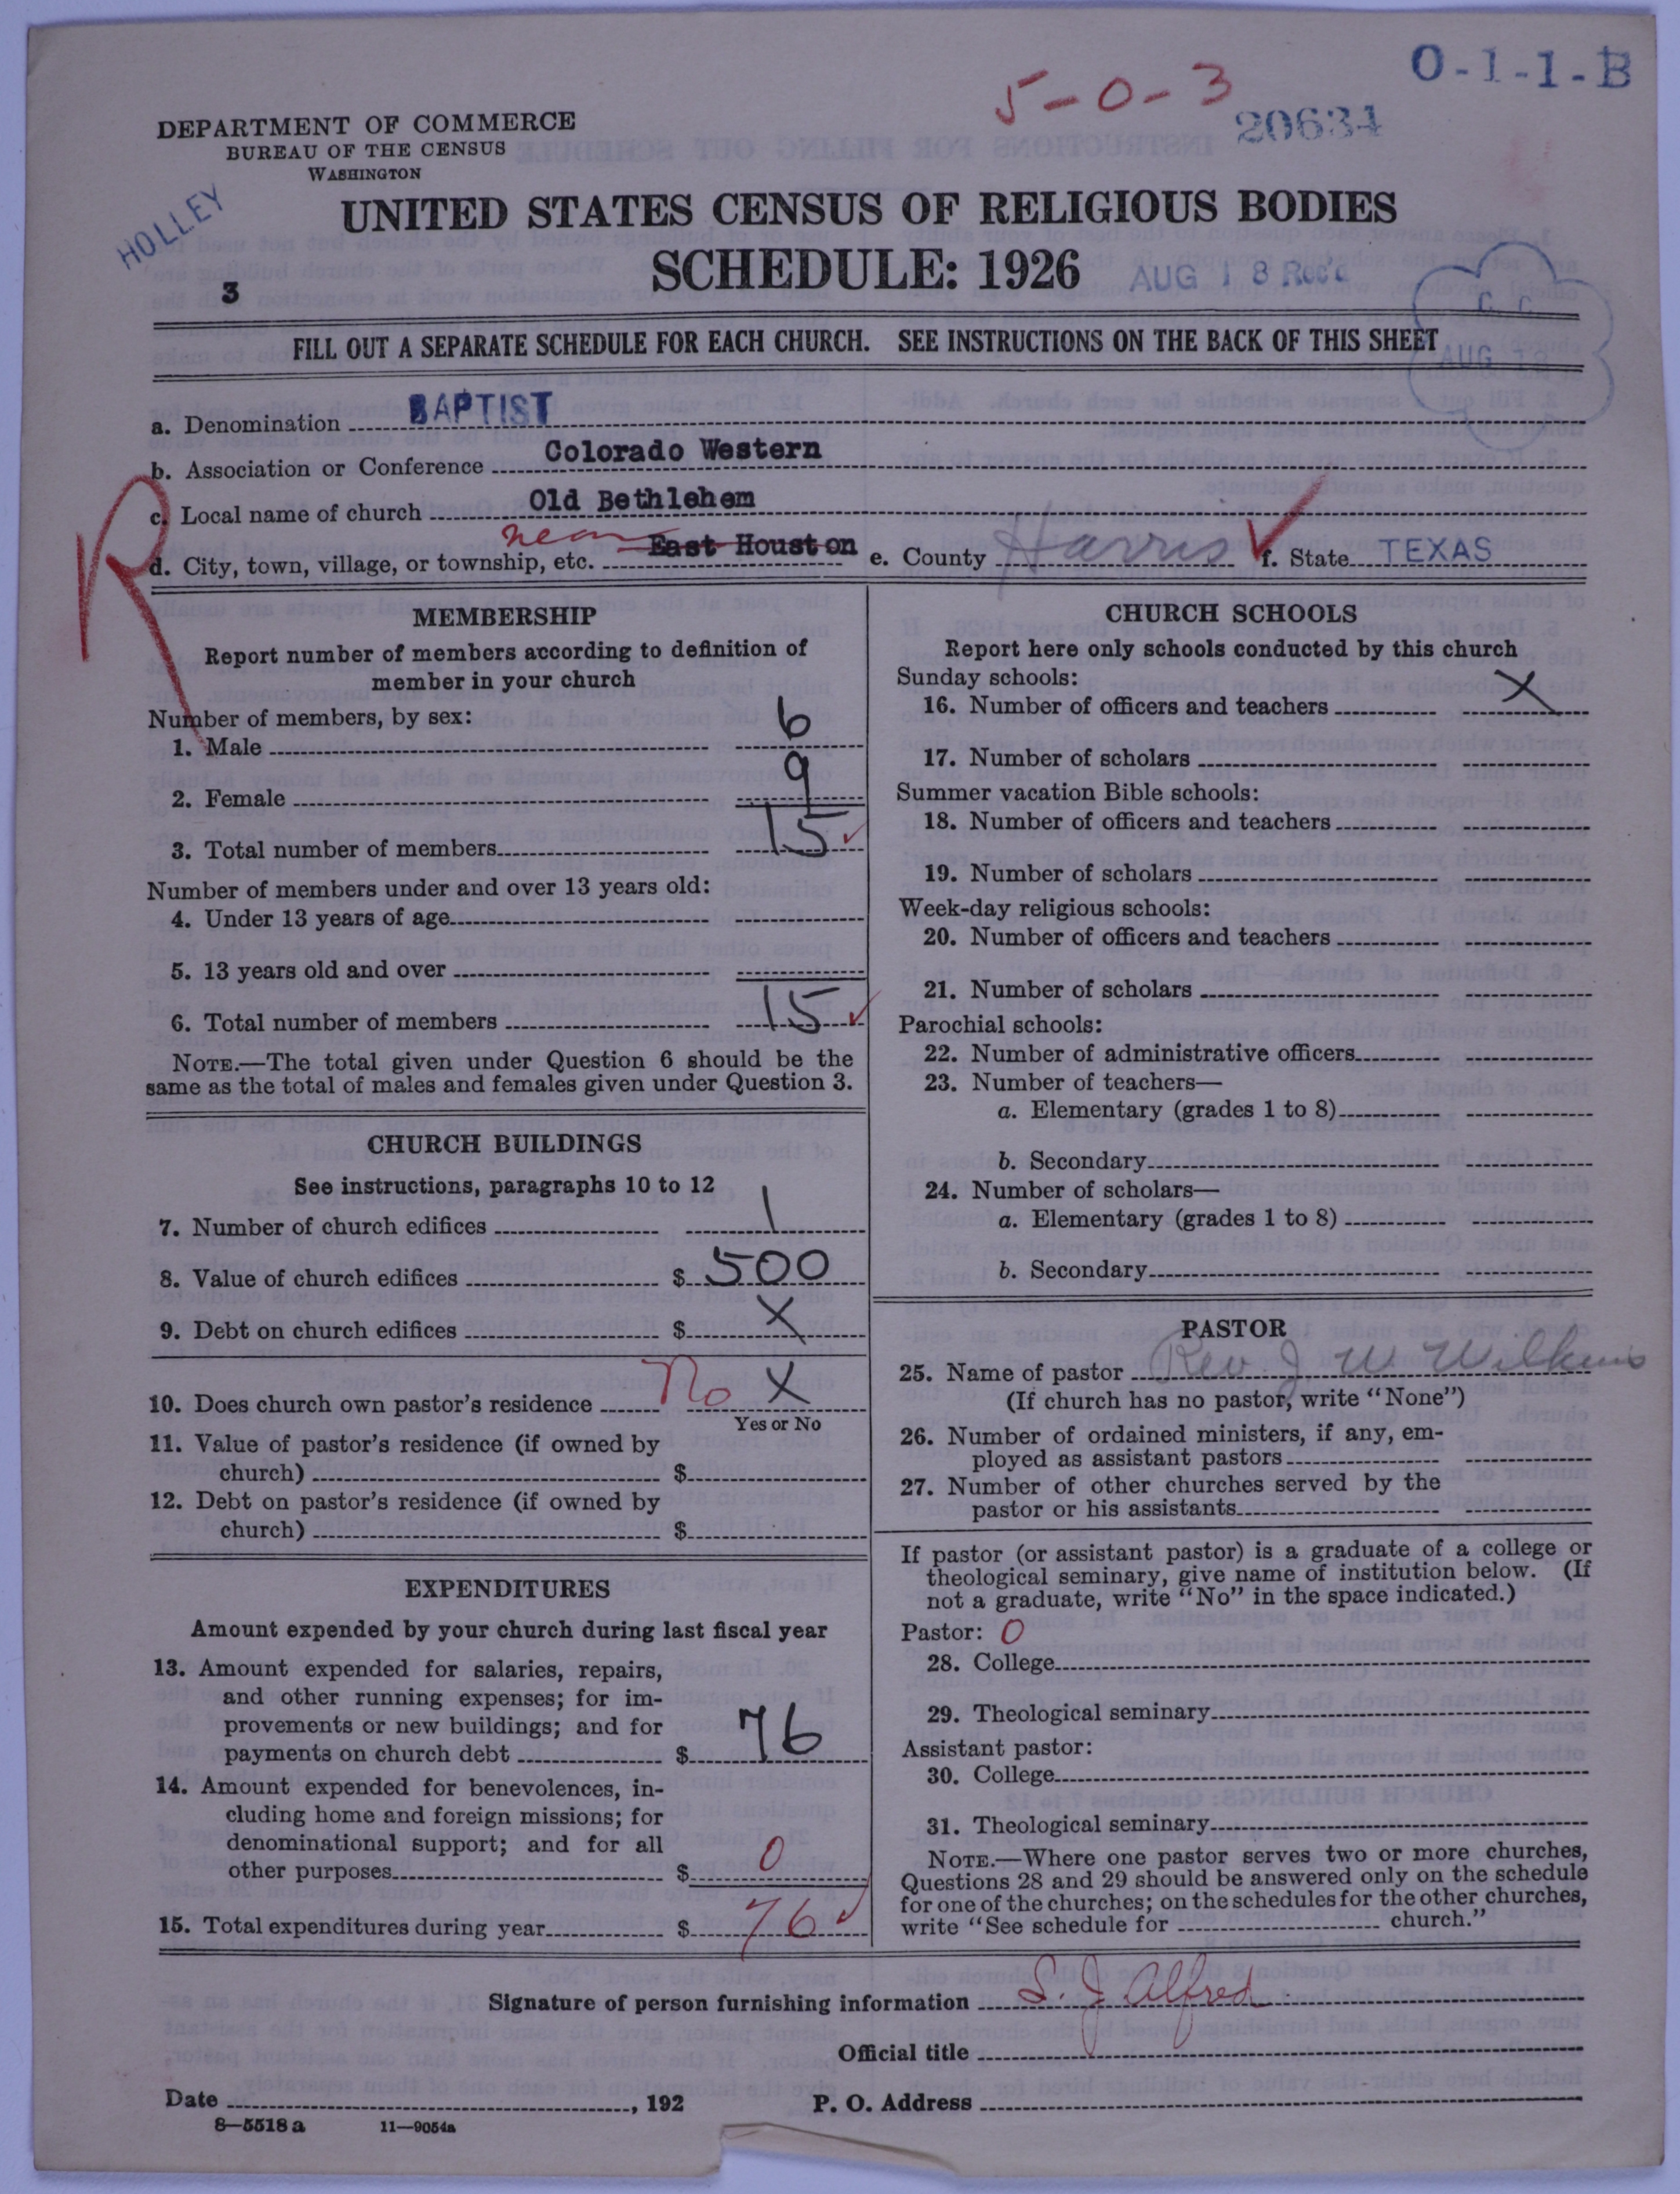 O-1-1-B
5-0-3
20634
DEPARTMENT OF COMMERCE
BUREAU OF THE CENSUS
WASHINGTON
HOLLEY
UNITED STATES CENSUS OF RELIGIOUS BODIES
SCHEDULE: 1926
AUG 18 Rec'd
3
C. C.
AUG 18
FILL OUT A SEPARATE SCHEDULE FOR EACH CHURCH. SEE INSTRUCTIONS ON THE BACK OF THIS SHEET
R
a. Denomination BAPTIST
b. Association or Conference Colorado Western
c. Local name of church Old Bethlehem
d. City, town, village, or township, etc. near East Houston e. County Harris f. State TEXAS
MEMBERSHIP
Report number of members according to definition of
member in your church
Number of members, by sex:
1. Male 6
2. Female 9
3. Total number of members 15
Number of members under and over 13 years old:
4. Under 13 years of age
5. 13 years old and over
6. Total number of members 15
NOTE.—The total given under Question 6 should be the
same as the total of males and females given under Question 3.
CHURCH BUILDINGS
See instructions, paragraphs 10 to 12
7. Number of church edifices 1
8. Value of church edifices $ 500
9. Debt on church edifices $ X
10. Does church own pastor's residence No X
Yes or No
11. Value of pastor's residence (if owned by
church) $
12. Debt on pastor's residence (if owned by
church) $
EXPENDITURES
Amount expended by your church during last fiscal year
13. Amount expended for salaries, repairs,
and other running expenses; for im-
provements or new buildings; and for
payments on church debt $ 76
14. Amount expended for benevolences, in-
cluding home and foreign missions; for
denominational support; and for all
other purposes $ 0
15. Total expenditures during year $ 76
CHURCH SCHOOLS
Report here only schools conducted by this church
Sunday schools:
16. Number of officers and teachers X
17. Number of scholars
Summer vacation Bible schools:
18. Number of officers and teachers
19. Number of scholars
Week-day religious schools:
20. Number of officers and teachers
21. Number of scholars
Parochial schools:
22. Number of administrative officers
23. Number of teachers—
a. Elementary (grades 1 to 8)
b. Secondary
24. Number of scholars—
a. Elementary (grades 1 to 8)
b. Secondary
PASTOR
25. Name of pastor Rev J. W Wilkins
(If church has no pastor, write "None")
26. Number of ordained ministers, if any, em-
ployed as assistant pastors
27. Number of other churches served by the
pastor or his assistants
If pastor (or assistant pastor) is a graduate of a college or
theological seminary, give name of institution below. (If
not a graduate, write "No" in the space indicated.)
Pastor: 0
28. College
29. Theological seminary
Assistant pastor:
30. College
31. Theological seminary
NOTE.—Where one pastor serves two or more churches,
Questions 28 and 29 should be answered only on the schedule
for one of the churches; on the schedules for the other churches,
write "See schedule for church."
Signature of person furnishing information S. J. Alfred
Official title
Date , 192 P. O. Address
8—5518a 11—9054a